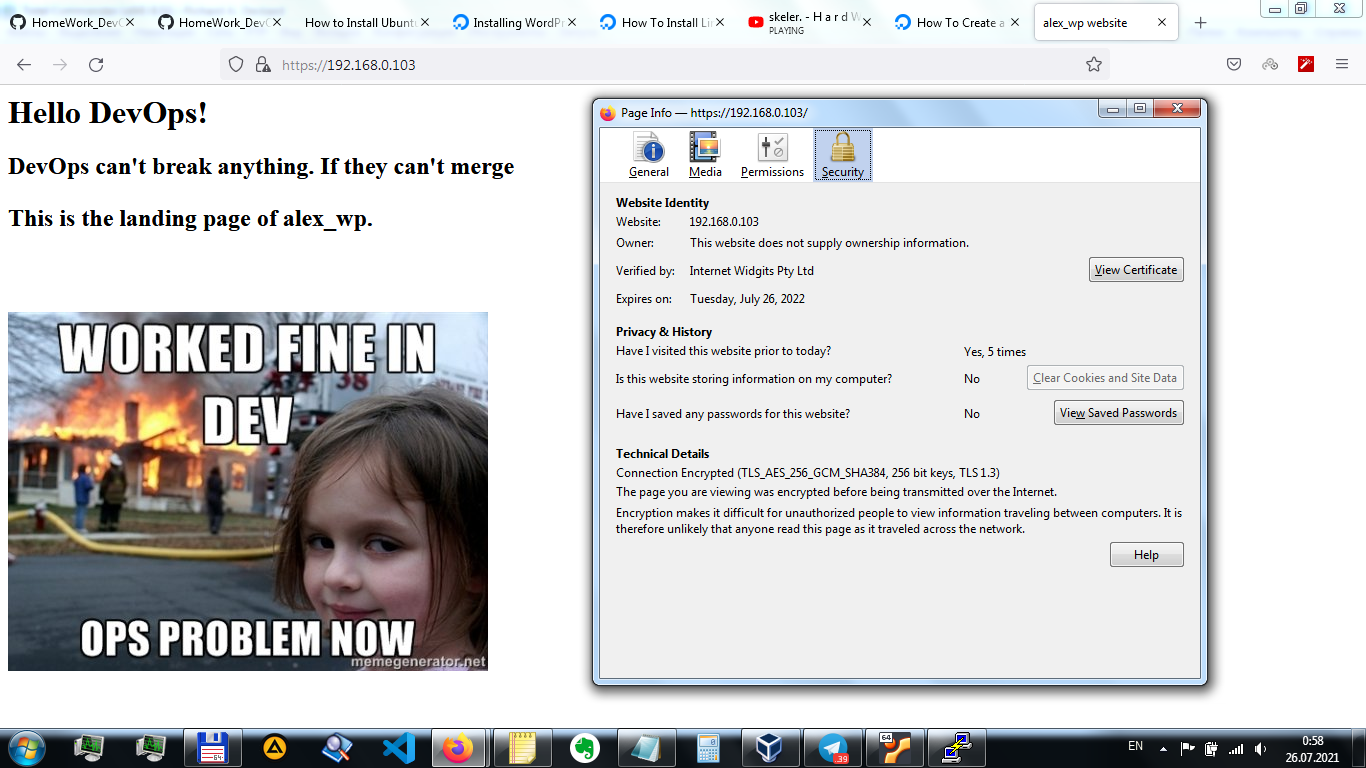 HomeWork_DevO
HomeWork_DevO
How to Install Ubunt
Installing WordPr
How To Install Li
skeler. - H a r d W
PLAYING
How To Create a
alex_wp website
https://192.168.0.103
Hello DevOps!
DevOps can't break anything. If they can't merge
This is the landing page of alex_wp.
WORKED FINE IN
DEV
OPS PROBLEM NOW
memegenerator.net
Page Info — https://192.168.0.103/
General
Media
Permissions
Security
Website Identity
Website: 192.168.0.103
Owner: This website does not supply ownership information.
Verified by: Internet Widgits Pty Ltd
View Certificate
Expires on: Tuesday, July 26, 2022
Privacy & History
Have I visited this website prior to today? Yes, 5 times
Is this website storing information on my computer? No
Clear Cookies and Site Data
Have I saved any passwords for this website? No
View Saved Passwords
Technical Details
Connection Encrypted (TLS_AES_256_GCM_SHA384, 256 bit keys, TLS 1.3)
The page you are viewing was encrypted before being transmitted over the Internet.
Encryption makes it difficult for unauthorized people to view information traveling between computers. It is
therefore unlikely that anyone read this page as it traveled across the network.
Help
64
39
64
EN
0:58
26.07.2021